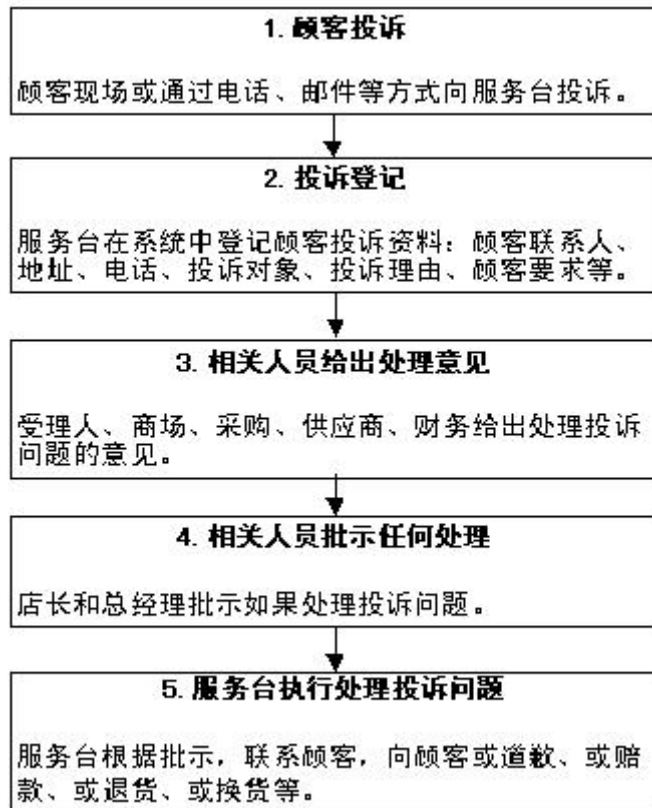 1. 顾客投诉
顾客现场或通过电话、邮件等方式向服务台投诉。
2. 投诉登记
服务台在系统中登记顾客投诉资料：顾客联系人、
地址、电话、投诉对象、投诉理由、顾客要求等。
3. 相关人员给出处理意见
受理人、商场、采购、供应商、财务给出处理投诉
问题的意见。
4. 相关人员批示任何处理
店长和总经理批示如果处理投诉问题。
5. 服务台执行处理投诉问题
服务台根据批示，联系顾客，向顾客或道歉、或赔
款、或退货、或换货等。